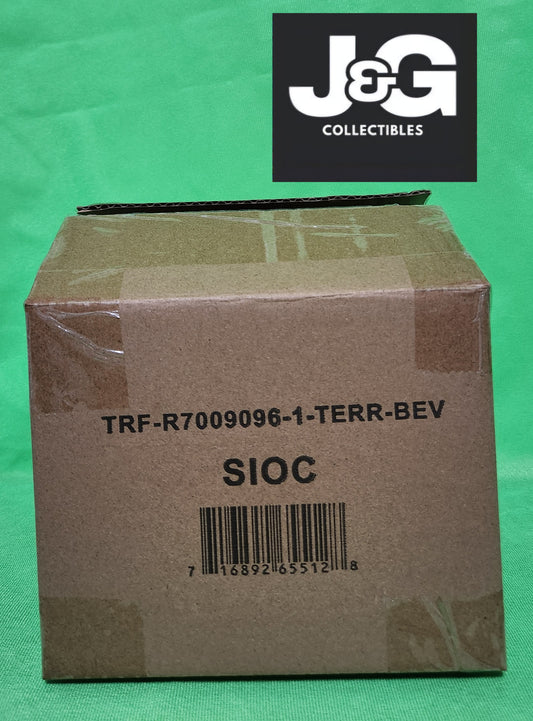 J&G
COLLECTIBLES
TRF-R7009096-1-TERR-BEV
SIOC
7 16892 65512 8